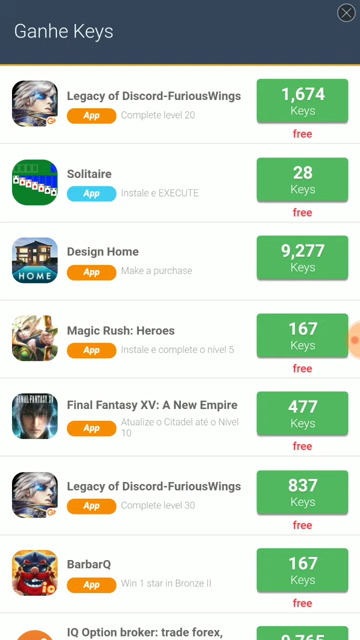 Ganhe Keys
Legacy of Discord-FuriousWings
App Complete level 20
1,674
Keys
free
Solitaire
App Instale e EXECUTE
28
Keys
free
HOME
Design Home
App Make a purchase
9,277
Keys
Magic Rush: Heroes
App Instale e complete o nível 5
167
Keys
free
FINAL FANTASY XV
Final Fantasy XV: A New Empire
App Atualize o Citadel até o Nível
10
477
Keys
free
Legacy of Discord-FuriousWings
App Complete level 30
837
Keys
free
BarbarQ
App Win 1 star in Bronze II
167
Keys
free
IQ Option broker: trade forex,